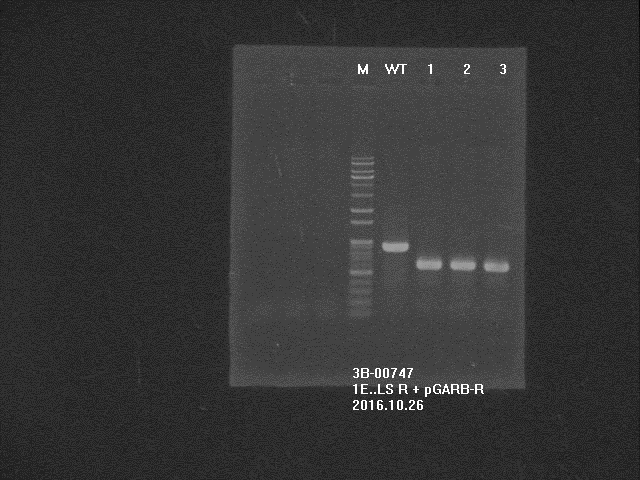 M WT 1 2 3
3B-00747
1E..LS R + pGARB-R
2016.10.26